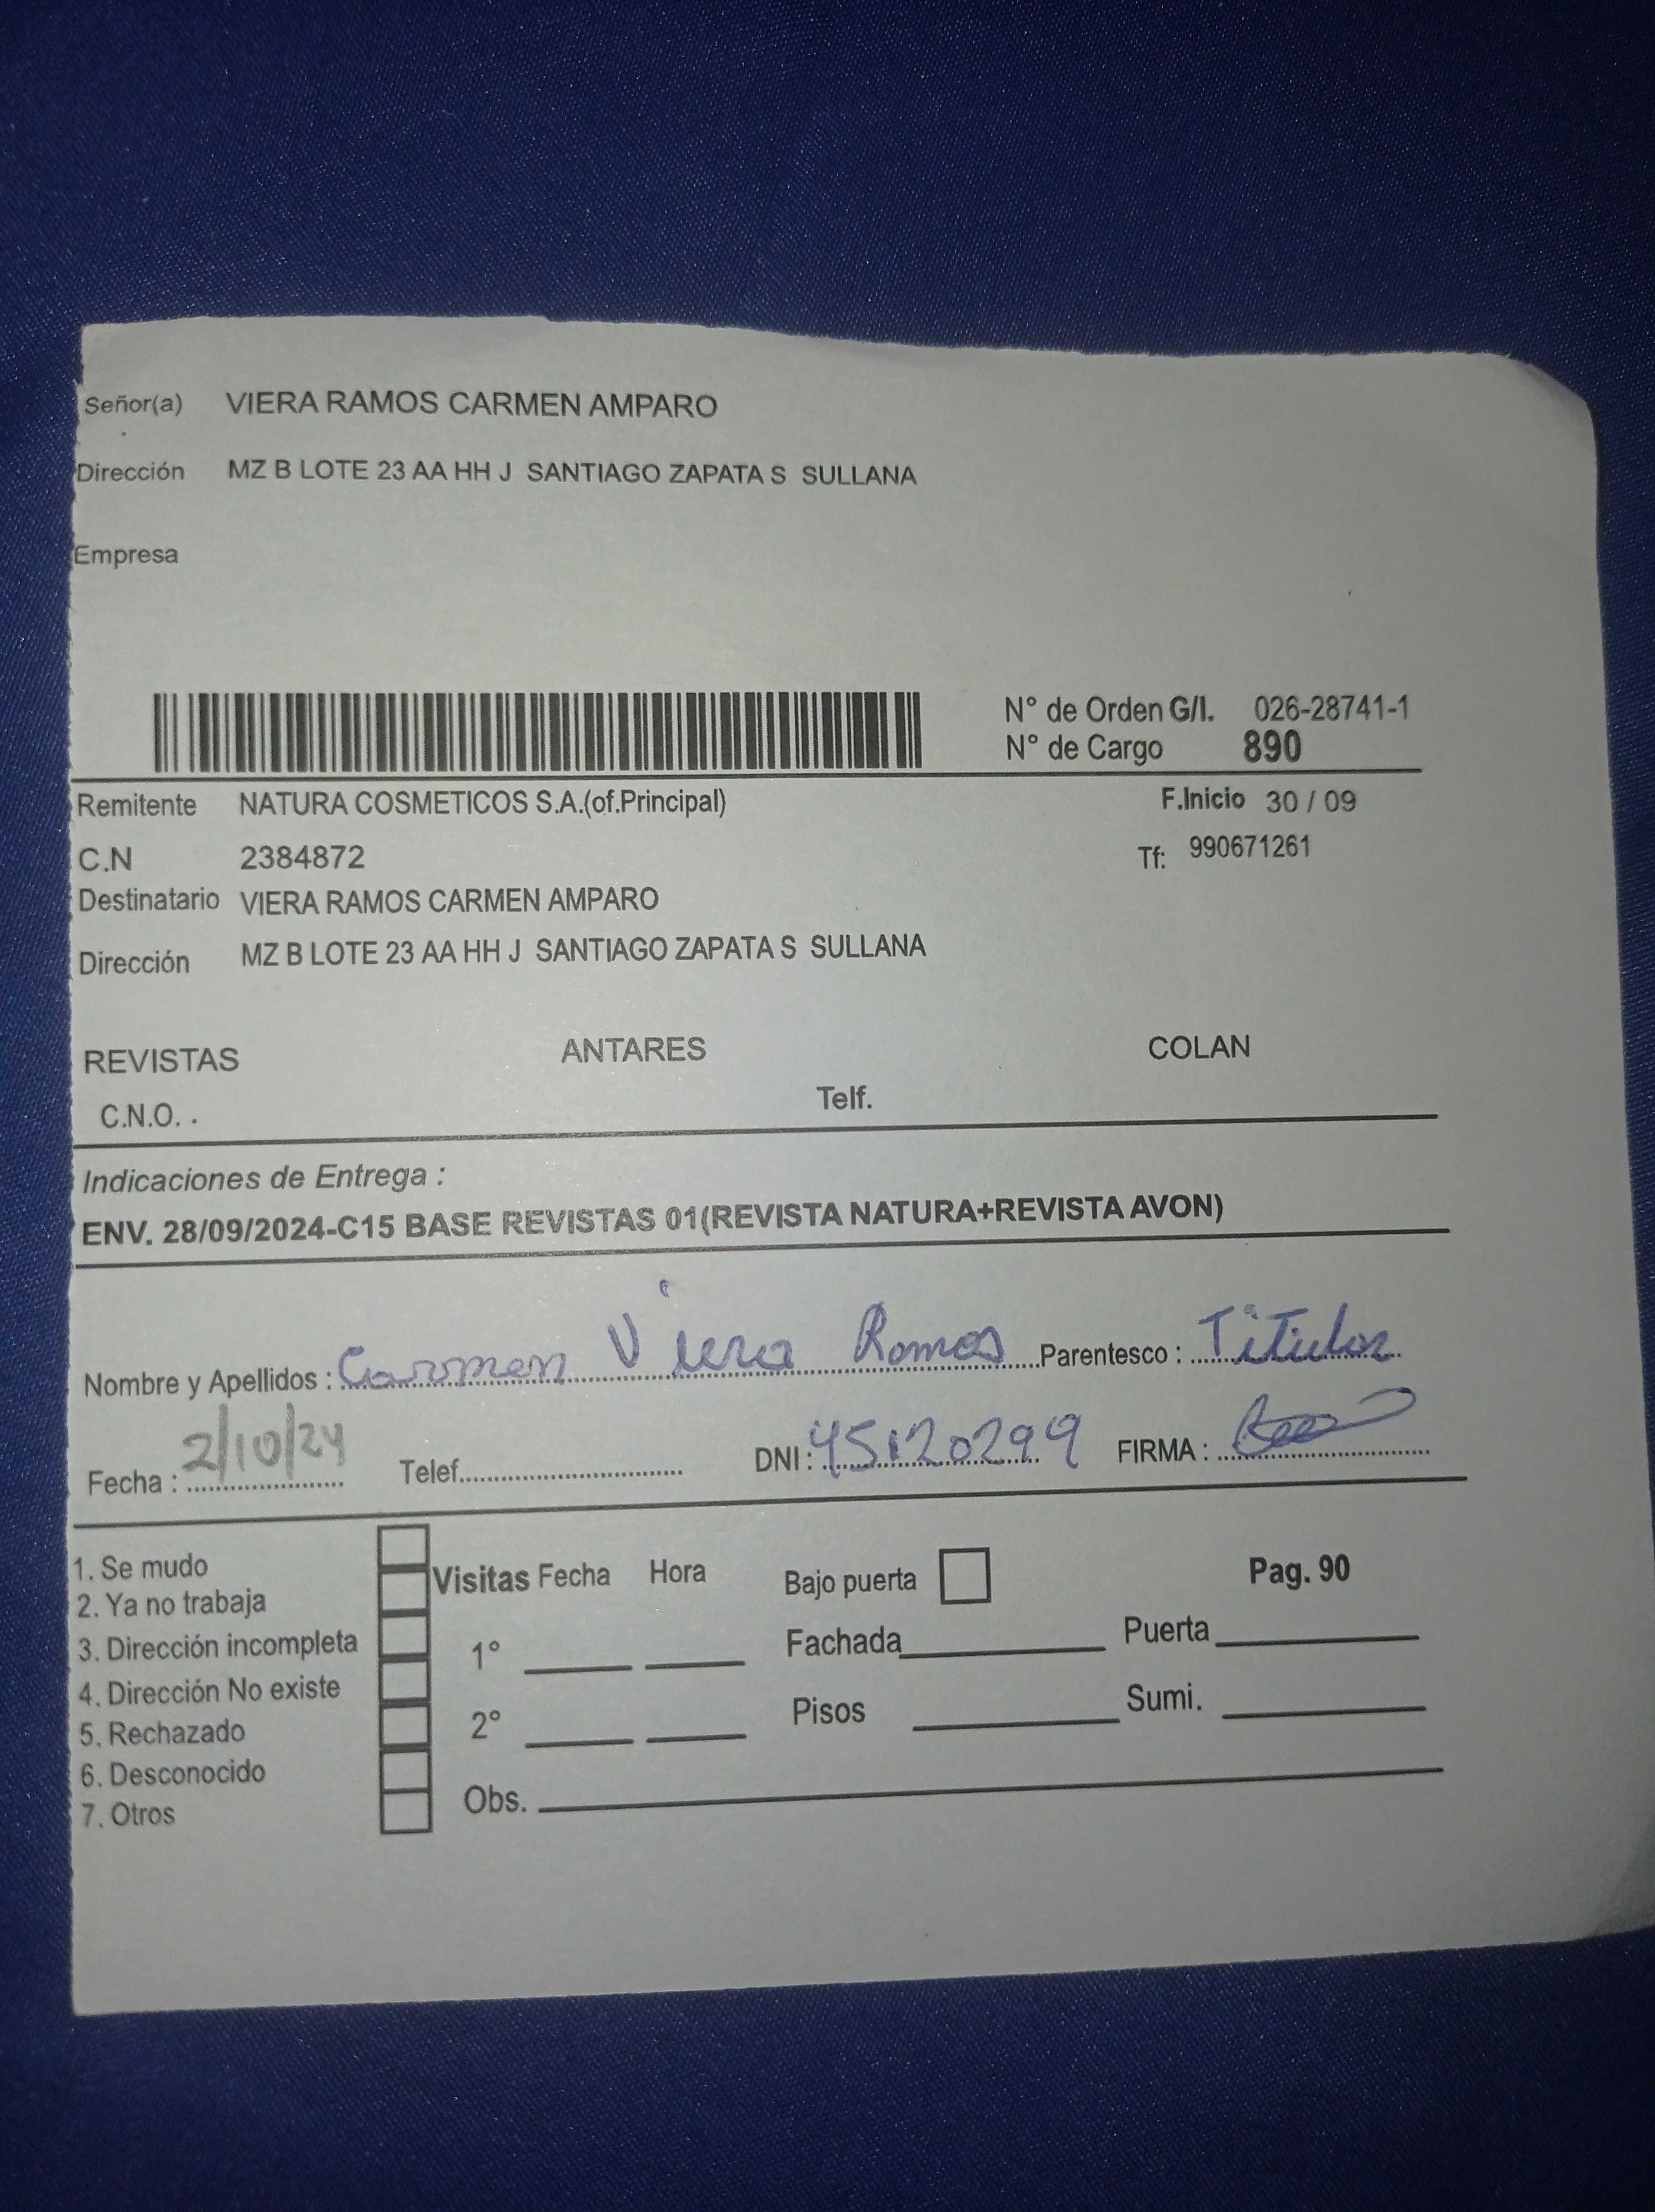 Señor(a) VIERA RAMOS CARMEN AMPARO
Dirección MZ B LOTE 23 AA HH J SANTIAGO ZAPATA S SULLANA
Empresa
N° de Orden G/I. 026-28741-1
N° de Cargo 890
Remitente NATURA COSMETICOS S.A.(of.Principal) F.Inicio 30 / 09
C.N 2384872 Tf: 990671261
Destinatario VIERA RAMOS CARMEN AMPARO
Dirección MZ B LOTE 23 AA HH J SANTIAGO ZAPATA S SULLANA
REVISTAS ANTARES COLAN
C.N.O. . Telf.
Indicaciones de Entrega :
ENV. 28/09/2024-C15 BASE REVISTAS 01(REVISTA NATURA+REVISTA AVON)
Nombre y Apellidos : Carmen Viera Ramos Parentesco : Titular
Fecha : 2/10/24 Telef. DNI : 45120299 FIRMA :
1. Se mudo
2. Ya no trabaja
3. Dirección incompleta
4. Dirección No existe
5. Rechazado
6. Desconocido
7. Otros
Visitas Fecha Hora
1°
2°
Obs.
Bajo puerta Pag. 90
Fachada Puerta
Pisos Sumi.